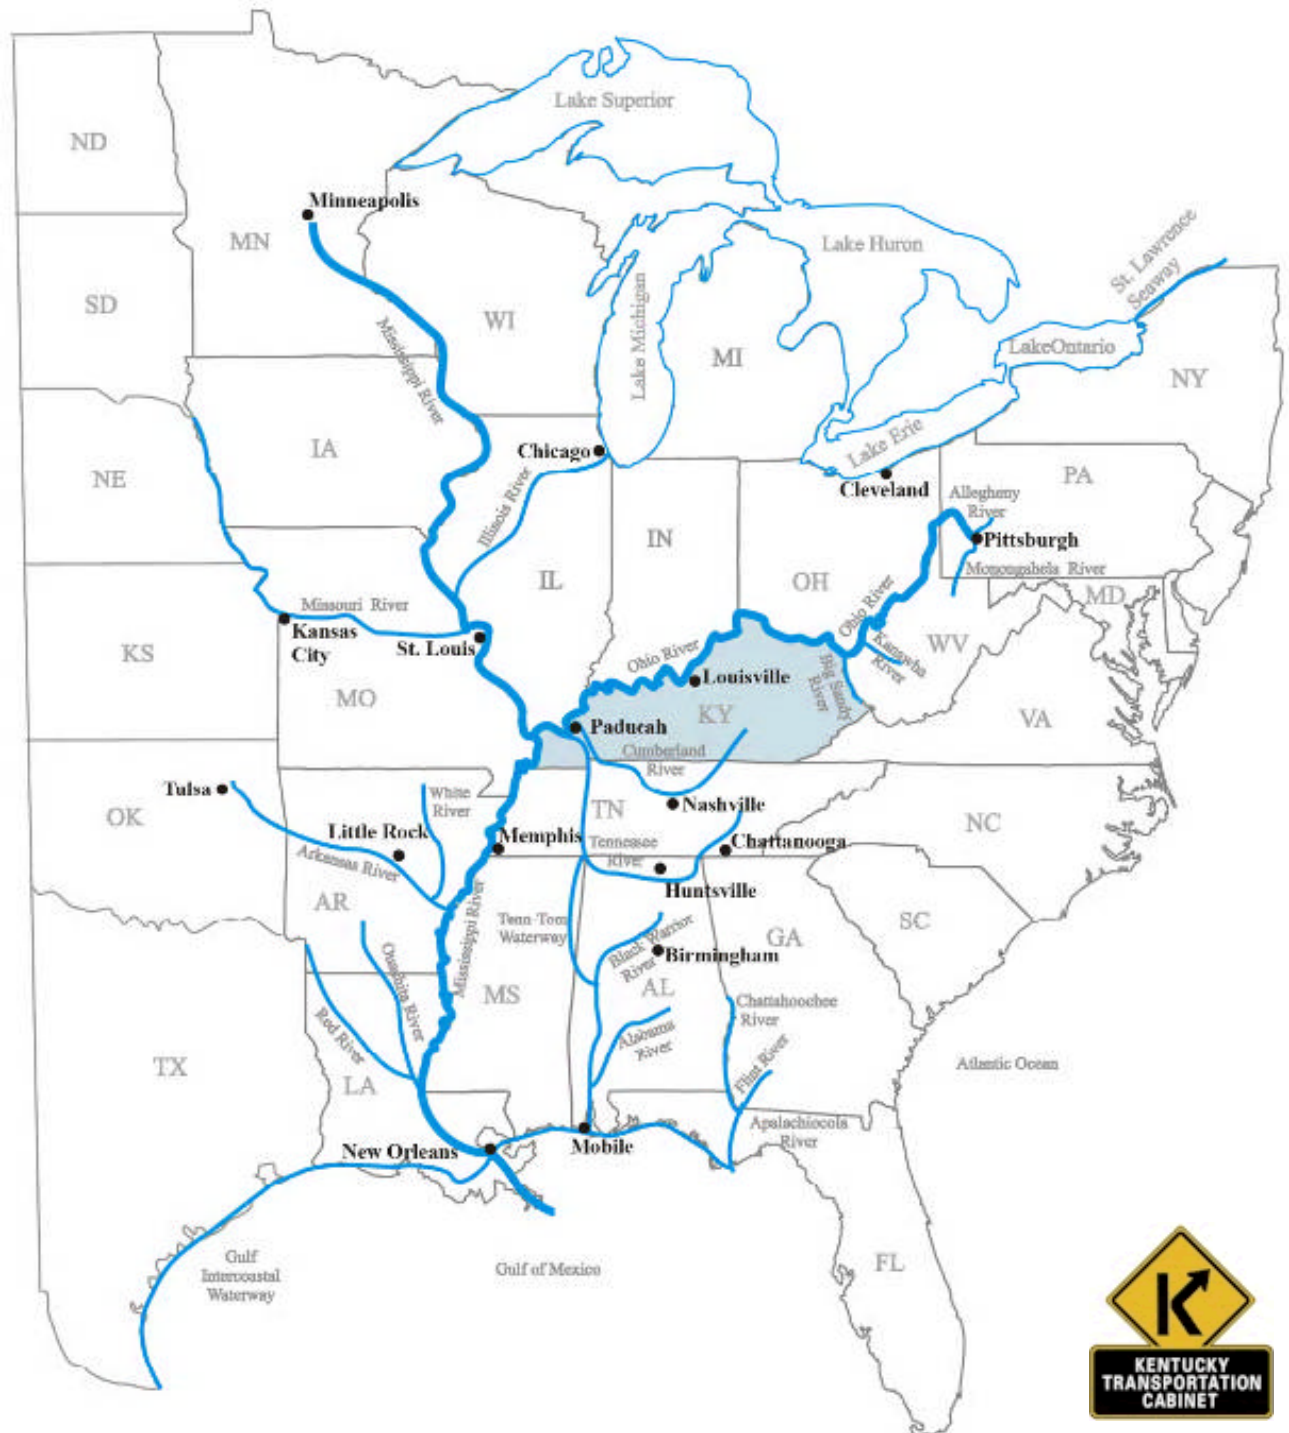 Lake Superior
ND
Minneapolis
MN
Lake Huron
St. Lawrence
Seaway
SD
WI
Lake Michigan
Mississippi River
LakeOntario
MI
NY
Lake Erie
IA
Chicago
NE
Cleveland
PA
Allegheny
River
Illinois River
IN
Pittsburgh
Monongahela River
IL
OH
MD
Missouri River
Ohio River
Kansas
City
St. Louis
KS
WV
Kanawha
River
Ohio River
Louisville
Big Sandy
River
MO
KY
VA
Paducah
Cumberland
River
Tulsa
White
River
OK
TN
Nashville
NC
Little Rock
Memphis
Tennessee
River
Chattanooga
Arkansas River
Huntsville
AR
Mississippi River
Tenn-Tom
Waterway
Black Warrior
River
SC
GA
Birmingham
Ouachita River
MS
AL
Chattahoochee
River
Red River
Alabama
River
Flint River
TX
Atlantic Ocean
LA
Apalachiocola
River
New Orleans
Mobile
Gulf
Intercoastal
Waterway
Gulf of Mexico
FL
K
KENTUCKY
TRANSPORTATION
CABINET